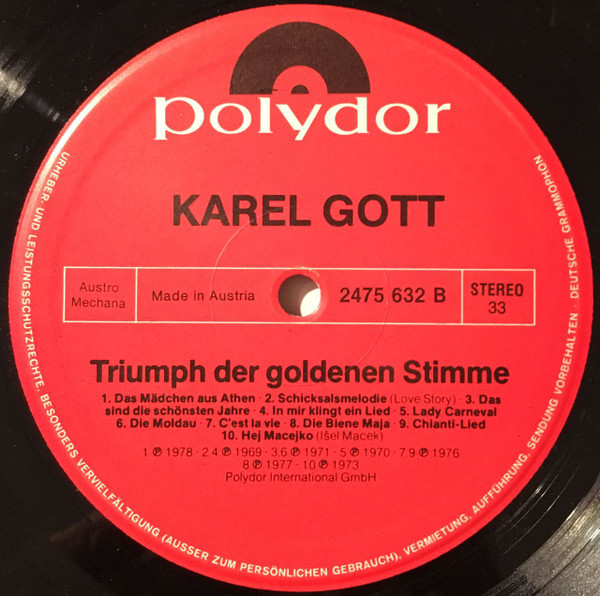 polydor
KAREL GOTT
Austro
Mechana
Made in Austria
2475 632 B
STEREO
33
Triumph der goldenen Stimme
1. Das Mädchen aus Athen · 2. Schicksalsmelodie (Love Story) · 3. Das
sind die schönsten Jahre · 4. In mir klingt ein Lied · 5. Lady Carneval
6. Die Moldau · 7. C'est la vie · 8. Die Biene Maja · 9. Chianti-Lied
10. Hej Macejko (Išel Macek)
1 ℗ 1978 · 2.4 ℗ 1969 · 3.6 ℗ 1971 · 5 ℗ 1970 · 7.9 ℗ 1976
8 ℗ 1977 · 10 ℗ 1973
Polydor International GmbH
URHEBER- UND LEISTUNGSSCHUTZRECHTE, BESONDERS VERVIELFÄLTIGUNG (AUSSER ZUM PERSÖNLICHEN GEBRAUCH), VERMIETUNG, AUFFÜHRUNG, SENDUNG VORBEHALTEN · DEUTSCHE GRAMMOPHON